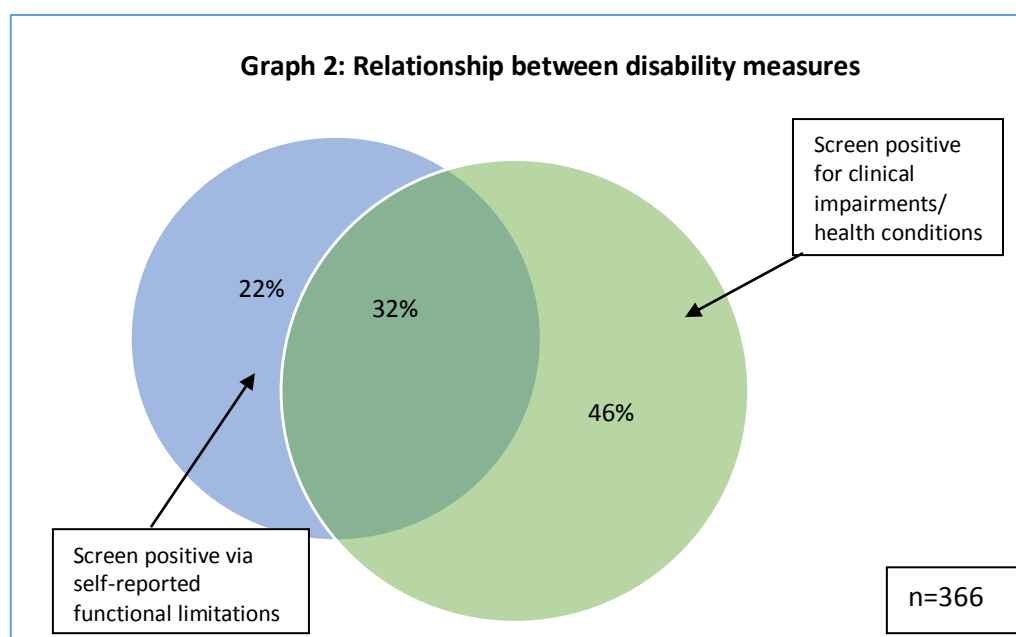 Graph 2: Relationship between disability measures
Screen positive
for clinical
impairments/
health conditions
22%
32%
46%
Screen positive via
self-reported
functional limitations
n=366